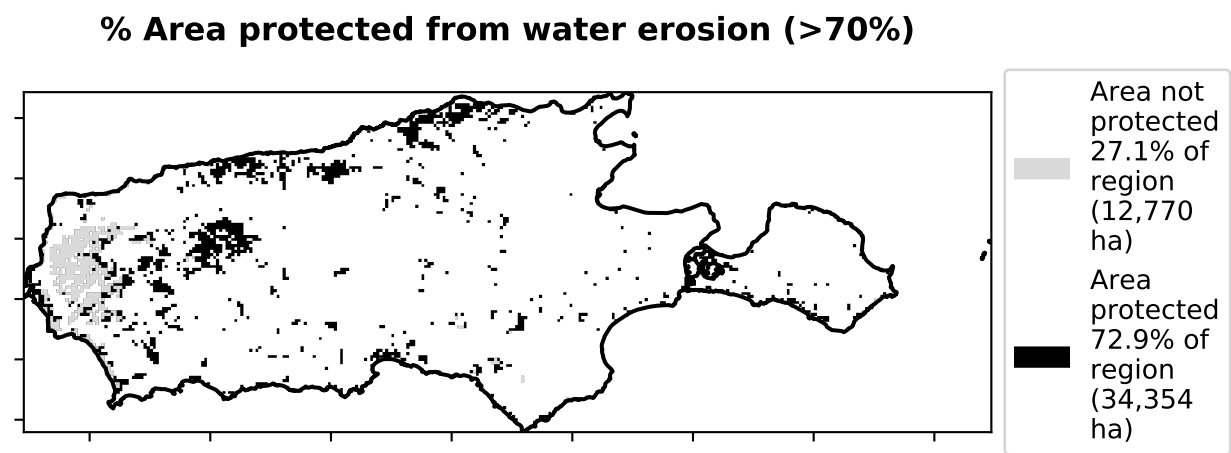 % Area protected from water erosion (>70%)
Area not
protected
27.1% of
region
(12,770
ha)
Area
protected
72.9% of
region
(34,354
ha)